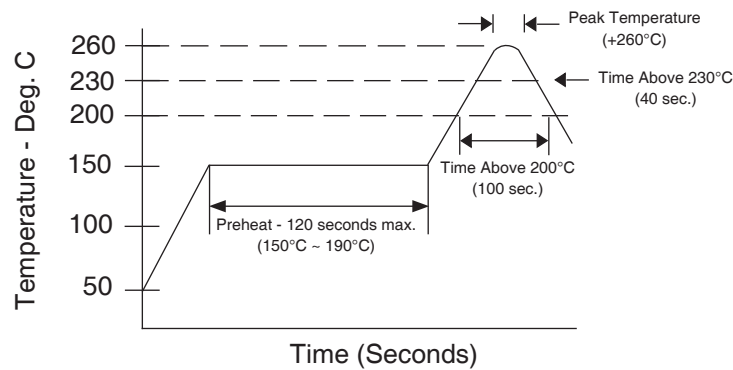 Peak Temperature
(+260°C)
260
230
200
150
100
50
Temperature - Deg. C
Time Above 230°C
(40 sec.)
Time Above 200°C
(100 sec.)
Preheat - 120 seconds max.
(150°C ~ 190°C)
Time (Seconds)